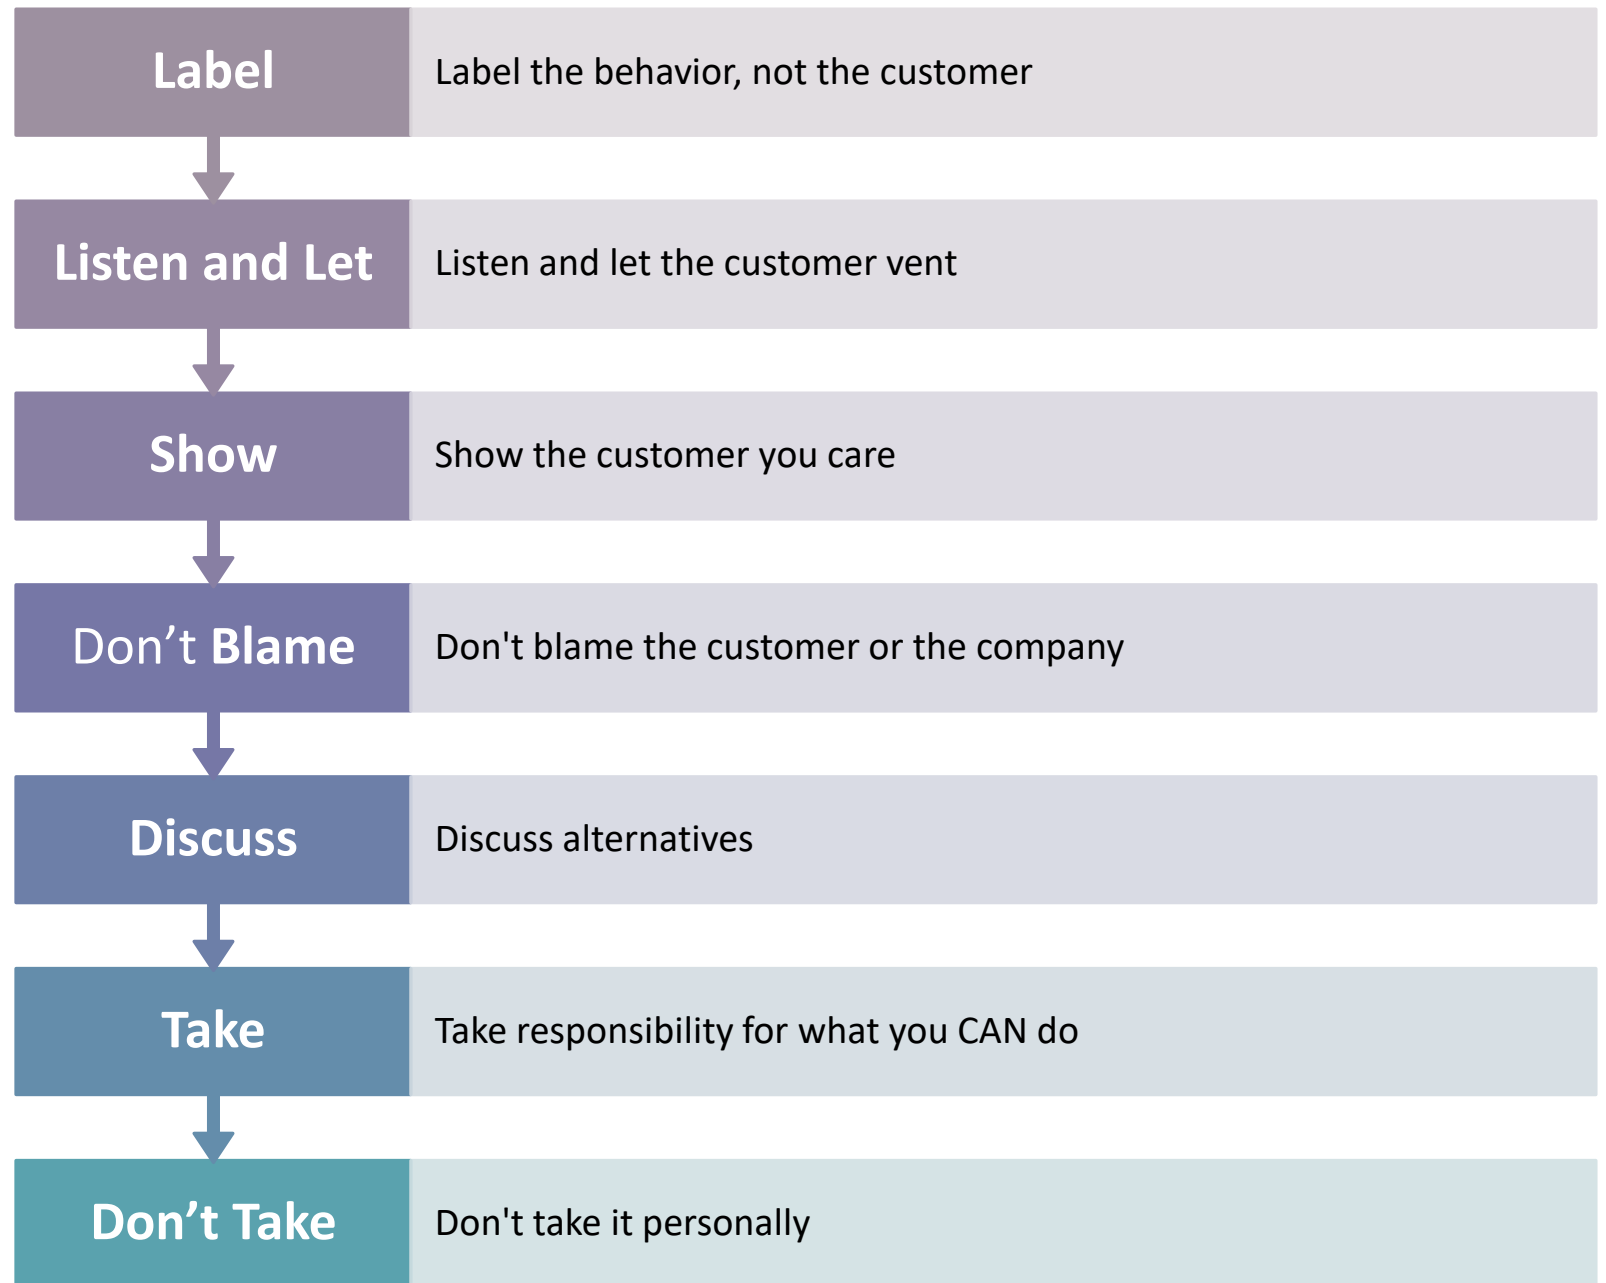 Label
Label the behavior, not the customer
Listen and Let
Listen and let the customer vent
Show
Show the customer you care
Don’t Blame
Don't blame the customer or the company
Discuss
Discuss alternatives
Take
Take responsibility for what you CAN do
Don’t Take
Don't take it personally